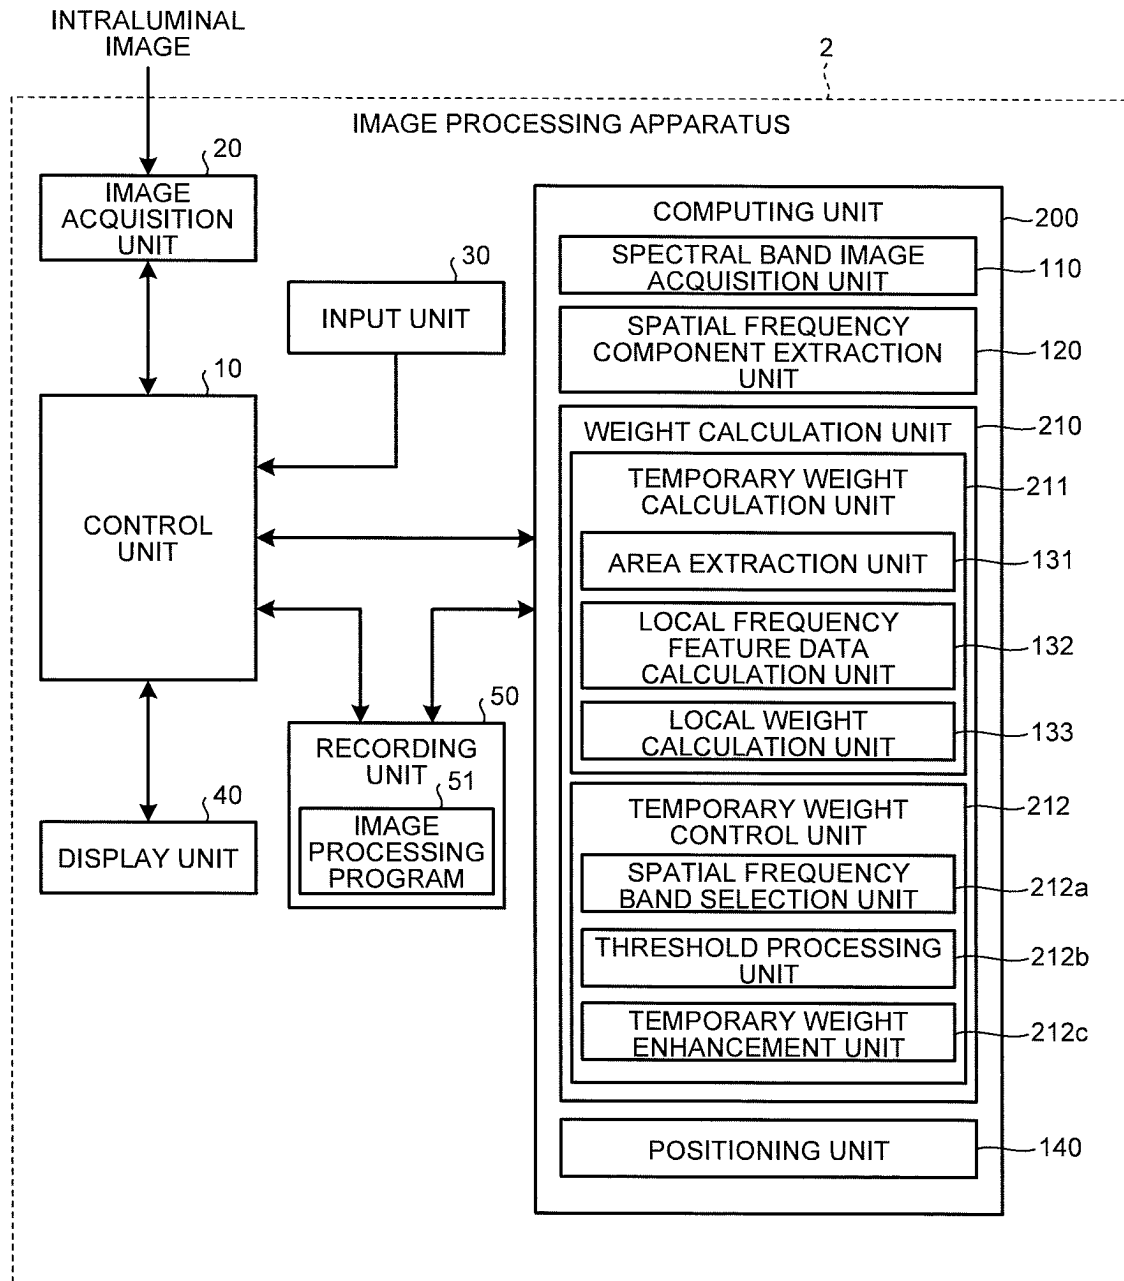 INTRALUMINAL
IMAGE
2
IMAGE PROCESSING APPARATUS
20
IMAGE
ACQUISITION
UNIT
30
INPUT UNIT
10
CONTROL
UNIT
40
DISPLAY UNIT
50
RECORDING
UNIT
51
IMAGE
PROCESSING
PROGRAM
COMPUTING UNIT
200
SPECTRAL BAND IMAGE
ACQUISITION UNIT
110
SPATIAL FREQUENCY
COMPONENT EXTRACTION
UNIT
120
WEIGHT CALCULATION UNIT
210
TEMPORARY WEIGHT
CALCULATION UNIT
211
AREA EXTRACTION UNIT
131
LOCAL FREQUENCY
FEATURE DATA
CALCULATION UNIT
132
LOCAL WEIGHT
CALCULATION UNIT
133
TEMPORARY WEIGHT
CONTROL UNIT
212
SPATIAL FREQUENCY
BAND SELECTION UNIT
212a
THRESHOLD PROCESSING
UNIT
212b
TEMPORARY WEIGHT
ENHANCEMENT UNIT
212c
POSITIONING UNIT
140